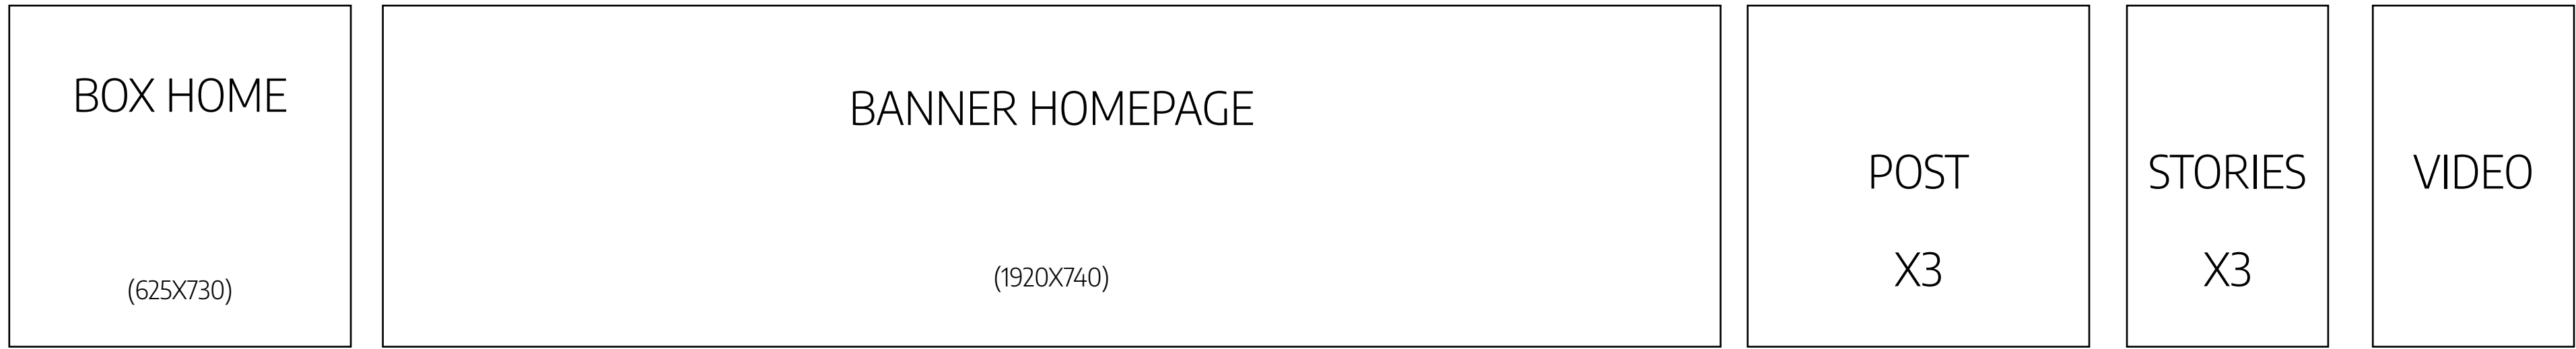 BOX HOME
(625X730)
BANNER HOMEPAGE
(1920X740)
POST
X3
STORIES
X3
VIDEO